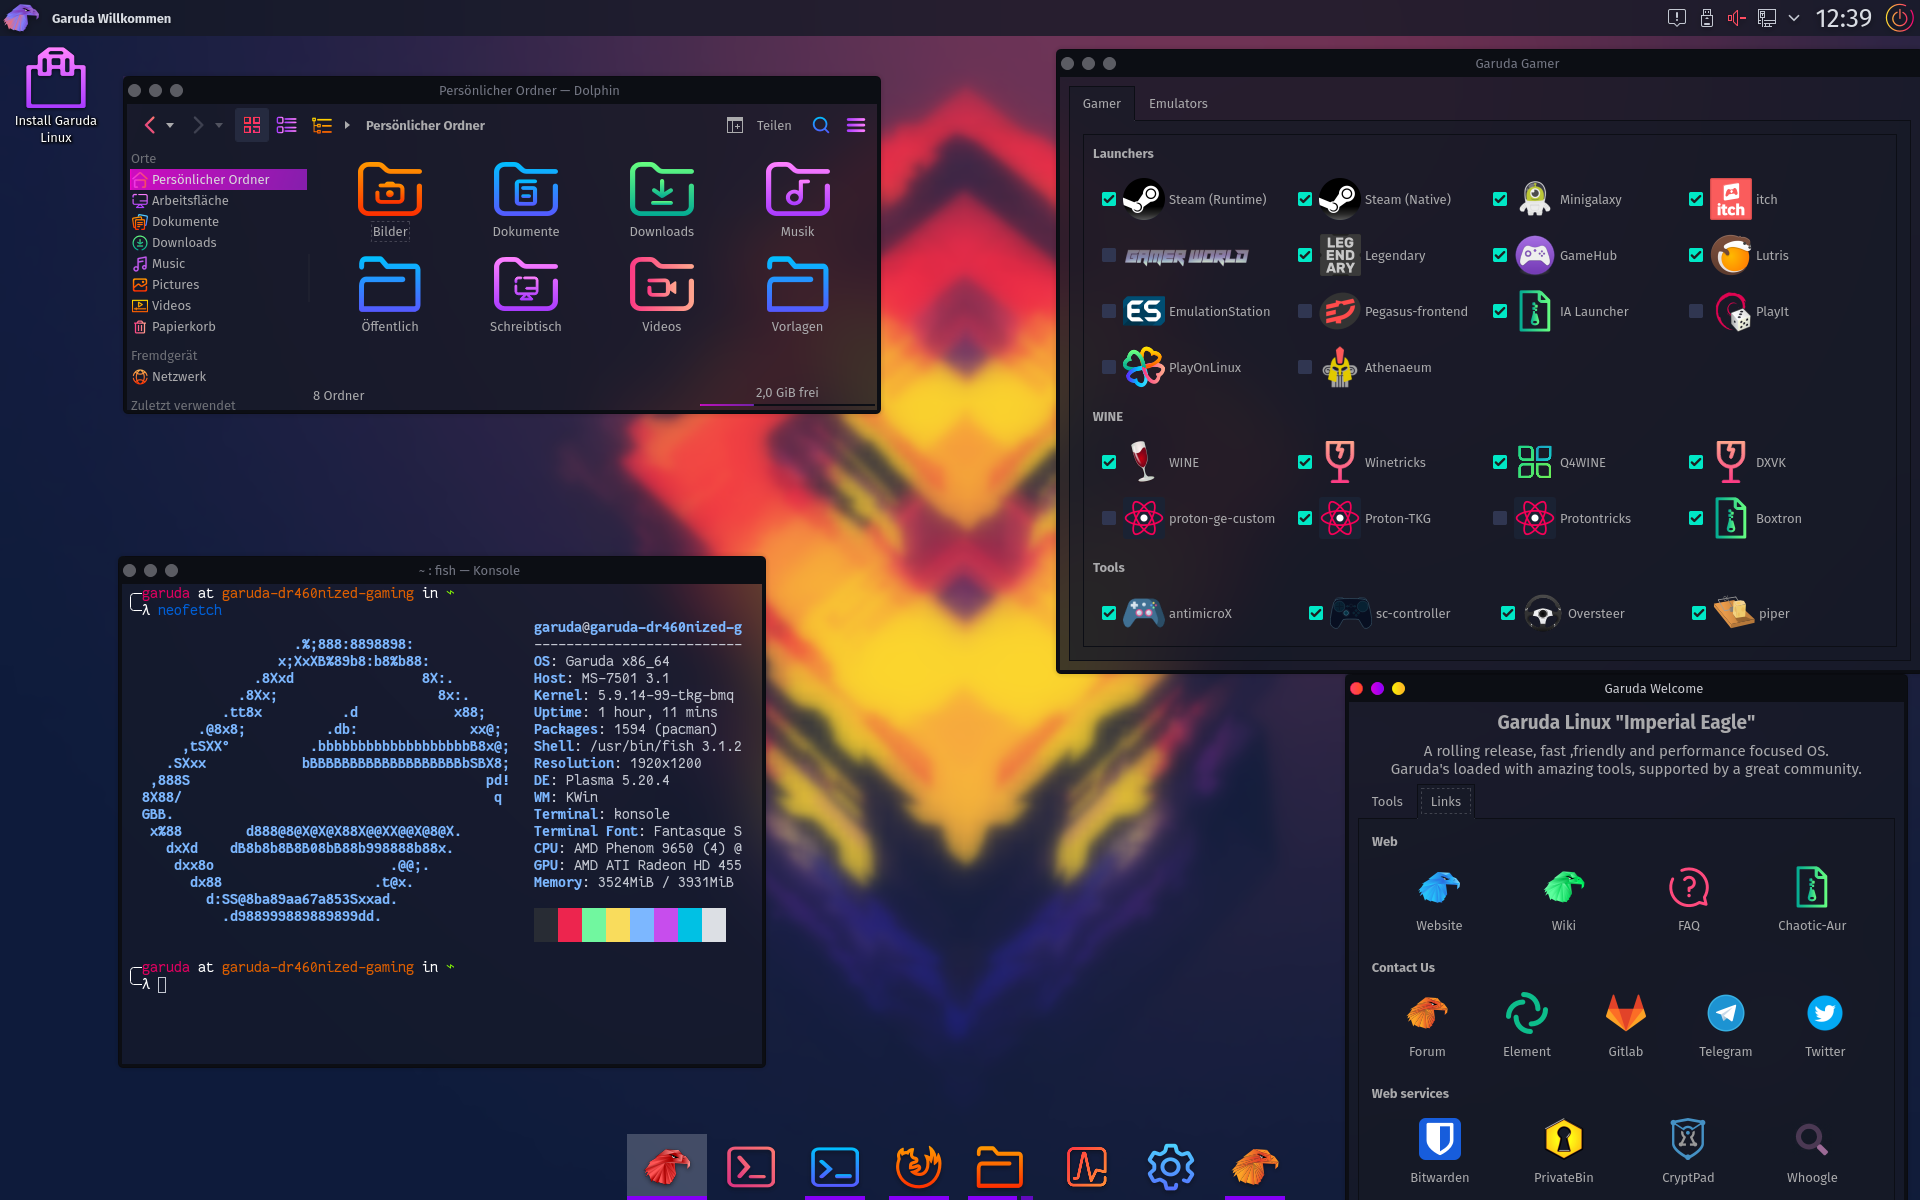 Garuda Willkommen
12:39
Install Garuda
Linux
Persönlicher Ordner — Dolphin
Persönlicher Ordner
Teilen
Orte
Persönlicher Ordner
Arbeitsfläche
Dokumente
Downloads
Music
Pictures
Videos
Papierkorb
Fremdgerät
Netzwerk
Zuletzt verwendet
Bilder
Dokumente
Downloads
Musik
Öffentlich
Schreibtisch
Videos
Vorlagen
8 Ordner
2,0 GiB frei
Garuda Gamer
Gamer
Emulators
Launchers
Steam (Runtime)
Steam (Native)
Minigalaxy
itch
itch
GAMER WORLD
LEG
END
ARY
Legendary
GameHub
Lutris
ES
EmulationStation
Pegasus-frontend
IA Launcher
PlayIt
PlayOnLinux
Athenaeum
WINE
WINE
Winetricks
Q4WINE
DXVK
proton-ge-custom
Proton-TKG
Protontricks
Boxtron
Tools
antimicroX
sc-controller
Oversteer
piper
~ : fish — Konsole
garuda at garuda-dr460nized-gaming in ~
λ neofetch
garuda@garuda-dr460nized-g
--------------------------
.%;888:8898898:
x;XxXB%89b8:b8%b88:
OS: Garuda x86_64
.8Xxd 8X:.
Host: MS-7501 3.1
.8Xx; 8x:.
Kernel: 5.9.14-99-tkg-bmq
.tt8x .d x88;
Uptime: 1 hour, 11 mins
.@8x8; .db: xx@;
Packages: 1594 (pacman)
,tSXX° .bbbbbbbbbbbbbbbbbbbB8x@;
Shell: /usr/bin/fish 3.1.2
.SXxx bBBBBBBBBBBBBBBBBBBBbSBX8;
Resolution: 1920x1200
,888S pd!
DE: Plasma 5.20.4
8X88/ q
WM: KWin
GBB.
Terminal: konsole
x%88 d888@8@X@X@X88X@@XX@@X@8@X.
Terminal Font: Fantasque S
dxXd dB8b8b8B8B08bB88b998888b88x.
CPU: AMD Phenom 9650 (4) @
dxx8o .@@;.
GPU: AMD ATI Radeon HD 455
dx88 .t@x.
Memory: 3524MiB / 3931MiB
d:SS@8ba89aa67a853Sxxad.
.d988999889889899dd.
garuda at garuda-dr460nized-gaming in ~
λ
Garuda Welcome
Garuda Linux "Imperial Eagle"
A rolling release, fast ,friendly and performance focused OS.
Garuda's loaded with amazing tools, supported by a great community.
Tools
Links
Web
Website
Wiki
FAQ
Chaotic-Aur
Contact Us
Forum
Element
Gitlab
Telegram
Twitter
Web services
Bitwarden
PrivateBin
CryptPad
Whoogle